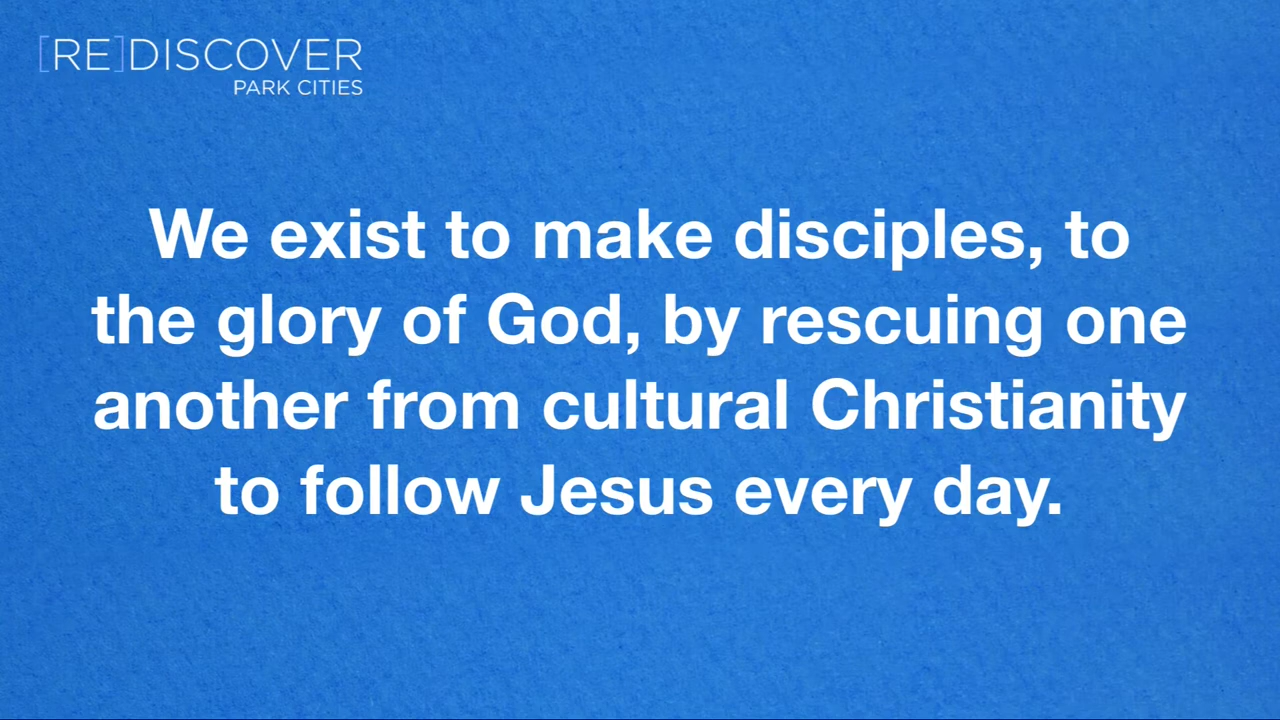 [RE]DISCOVER
PARK CITIES
We exist to make disciples, to
the glory of God, by rescuing one
another from cultural Christianity
to follow Jesus every day.